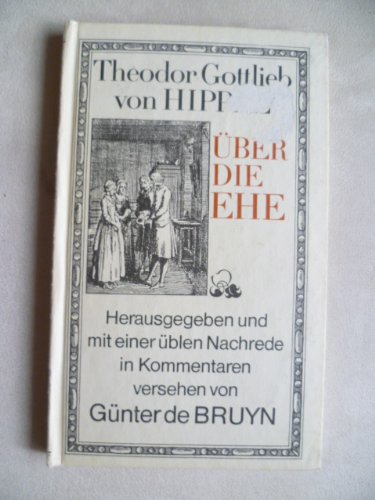 Theodor Gottlieb
von
ÜBER
DIE
EHE
Herausgegeben und
mit einer üblen Nachrede
in Kommentaren
versehen von
Günter de BRUYN